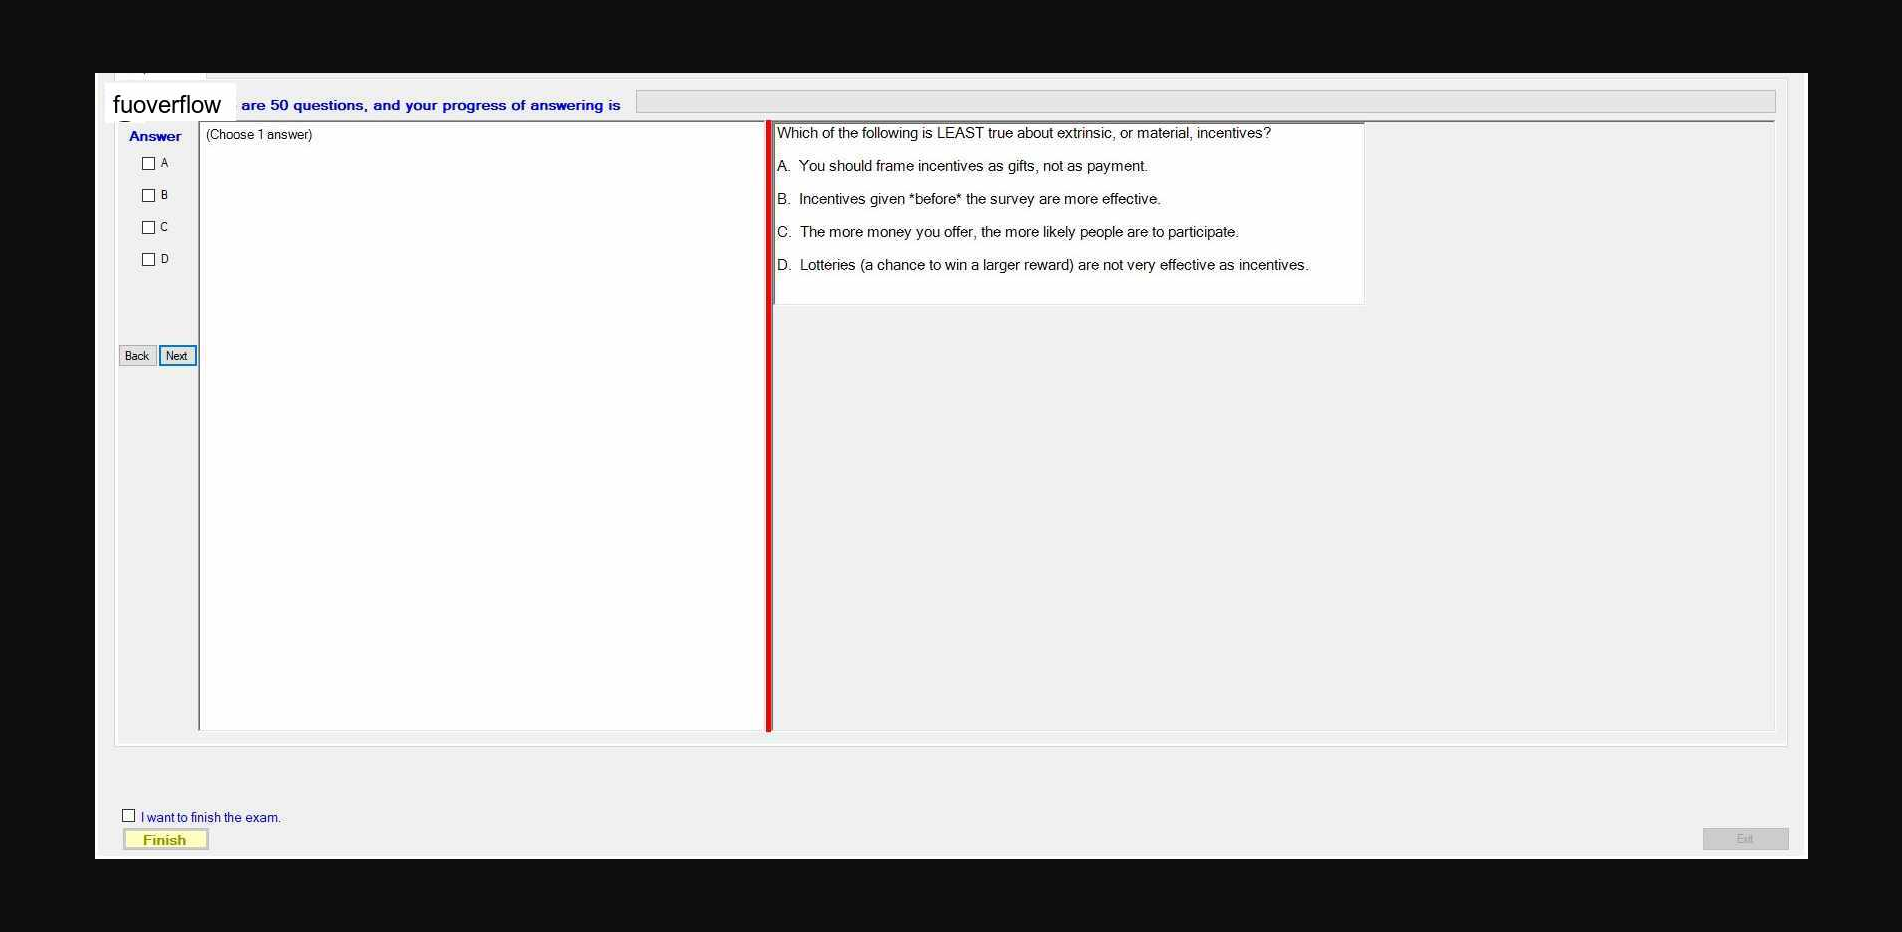 fuoverflow are 50 questions, and your progress of answering is
Answer
(Choose 1 answer)
A
B
C
D
Back Next
Which of the following is LEAST true about extrinsic, or material, incentives?
A. You should frame incentives as gifts, not as payment.
B. Incentives given *before* the survey are more effective.
C. The more money you offer, the more likely people are to participate.
D. Lotteries (a chance to win a larger reward) are not very effective as incentives.
I want to finish the exam.
Finish
Exit